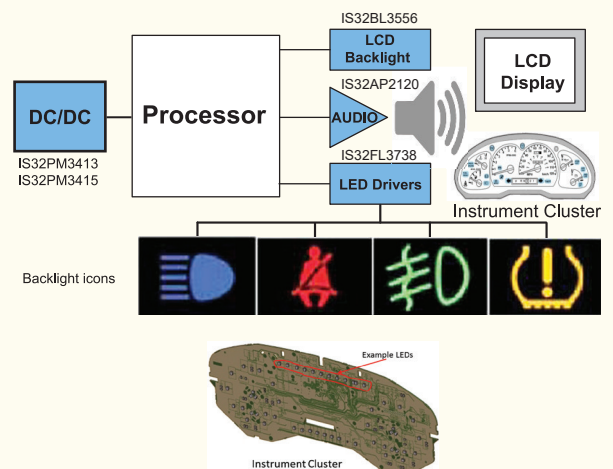 IS32BL3556
LCD
Backlight
LCD
Display
IS32AP2120
AUDIO
Processor
DC/DC
IS32PM3413
IS32PM3415
IS32FL3738
LED Drivers
Instrument Cluster
Backlight icons
Example LEDs
Instrument Cluster